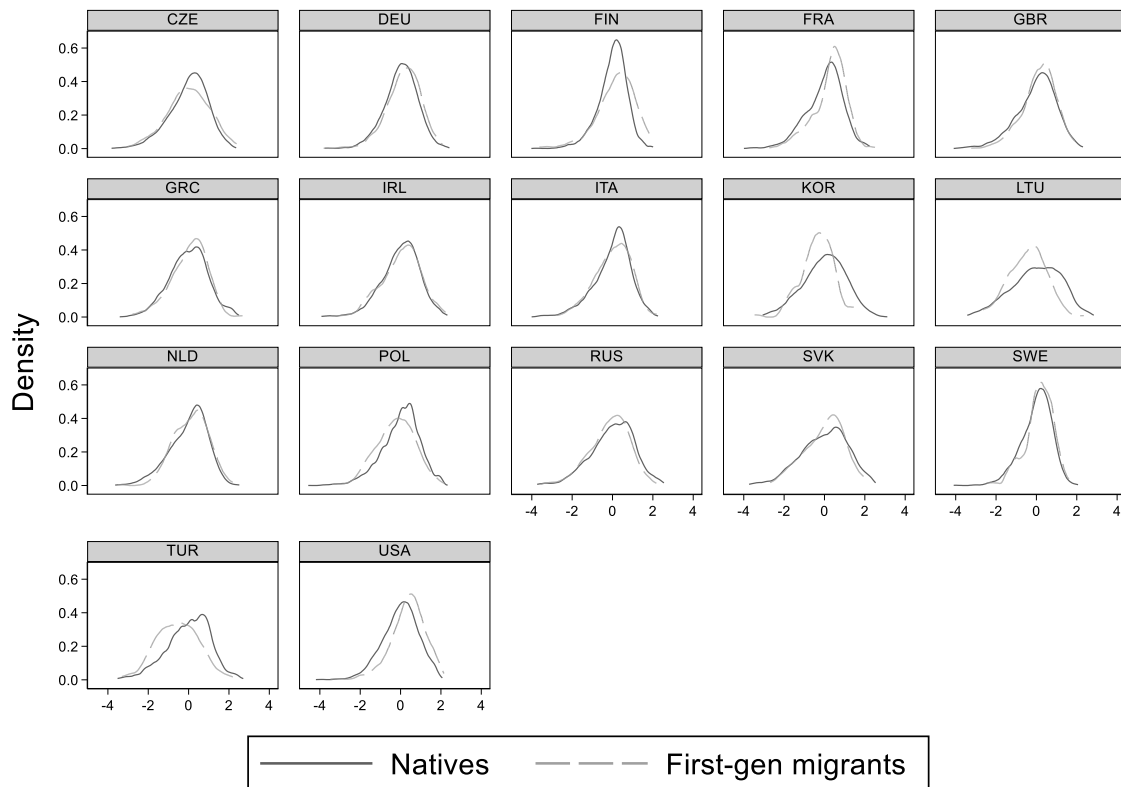 CZE DEU FIN FRA GBR
0.6
0.4
0.2
0.0
GRC IRL ITA KOR LTU
0.6
0.4
0.2
0.0
Density
NLD POL RUS SVK SWE
0.6
0.4
0.2
0.0
-4 -2 0 2 4 -4 -2 0 2 4 -4 -2 0 2 4
TUR USA
0.6
0.4
0.2
0.0
-4 -2 0 2 4 -4 -2 0 2 4
Natives First-gen migrants